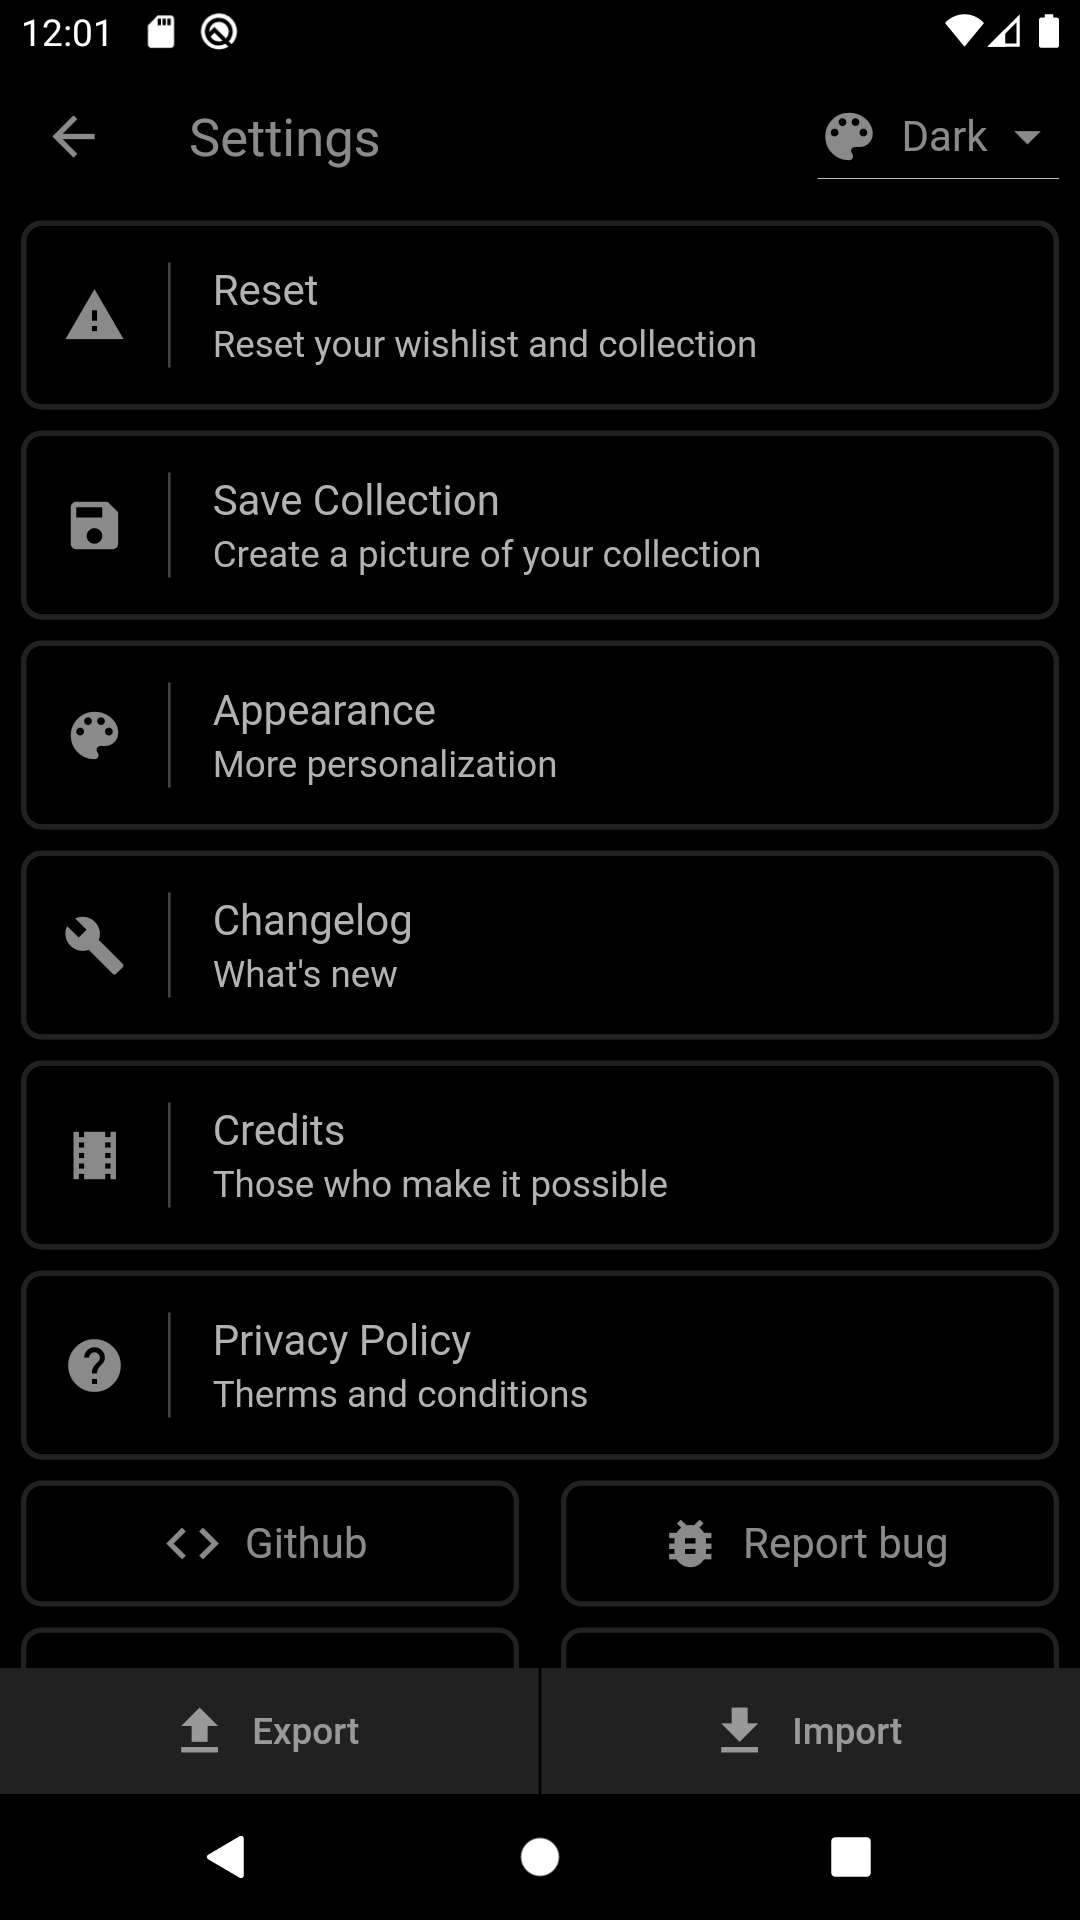 12:01
Settings
Dark
Reset
Reset your wishlist and collection
Save Collection
Create a picture of your collection
Appearance
More personalization
Changelog
What's new
Credits
Those who make it possible
Privacy Policy
Therms and conditions
Github
Report bug
Export
Import